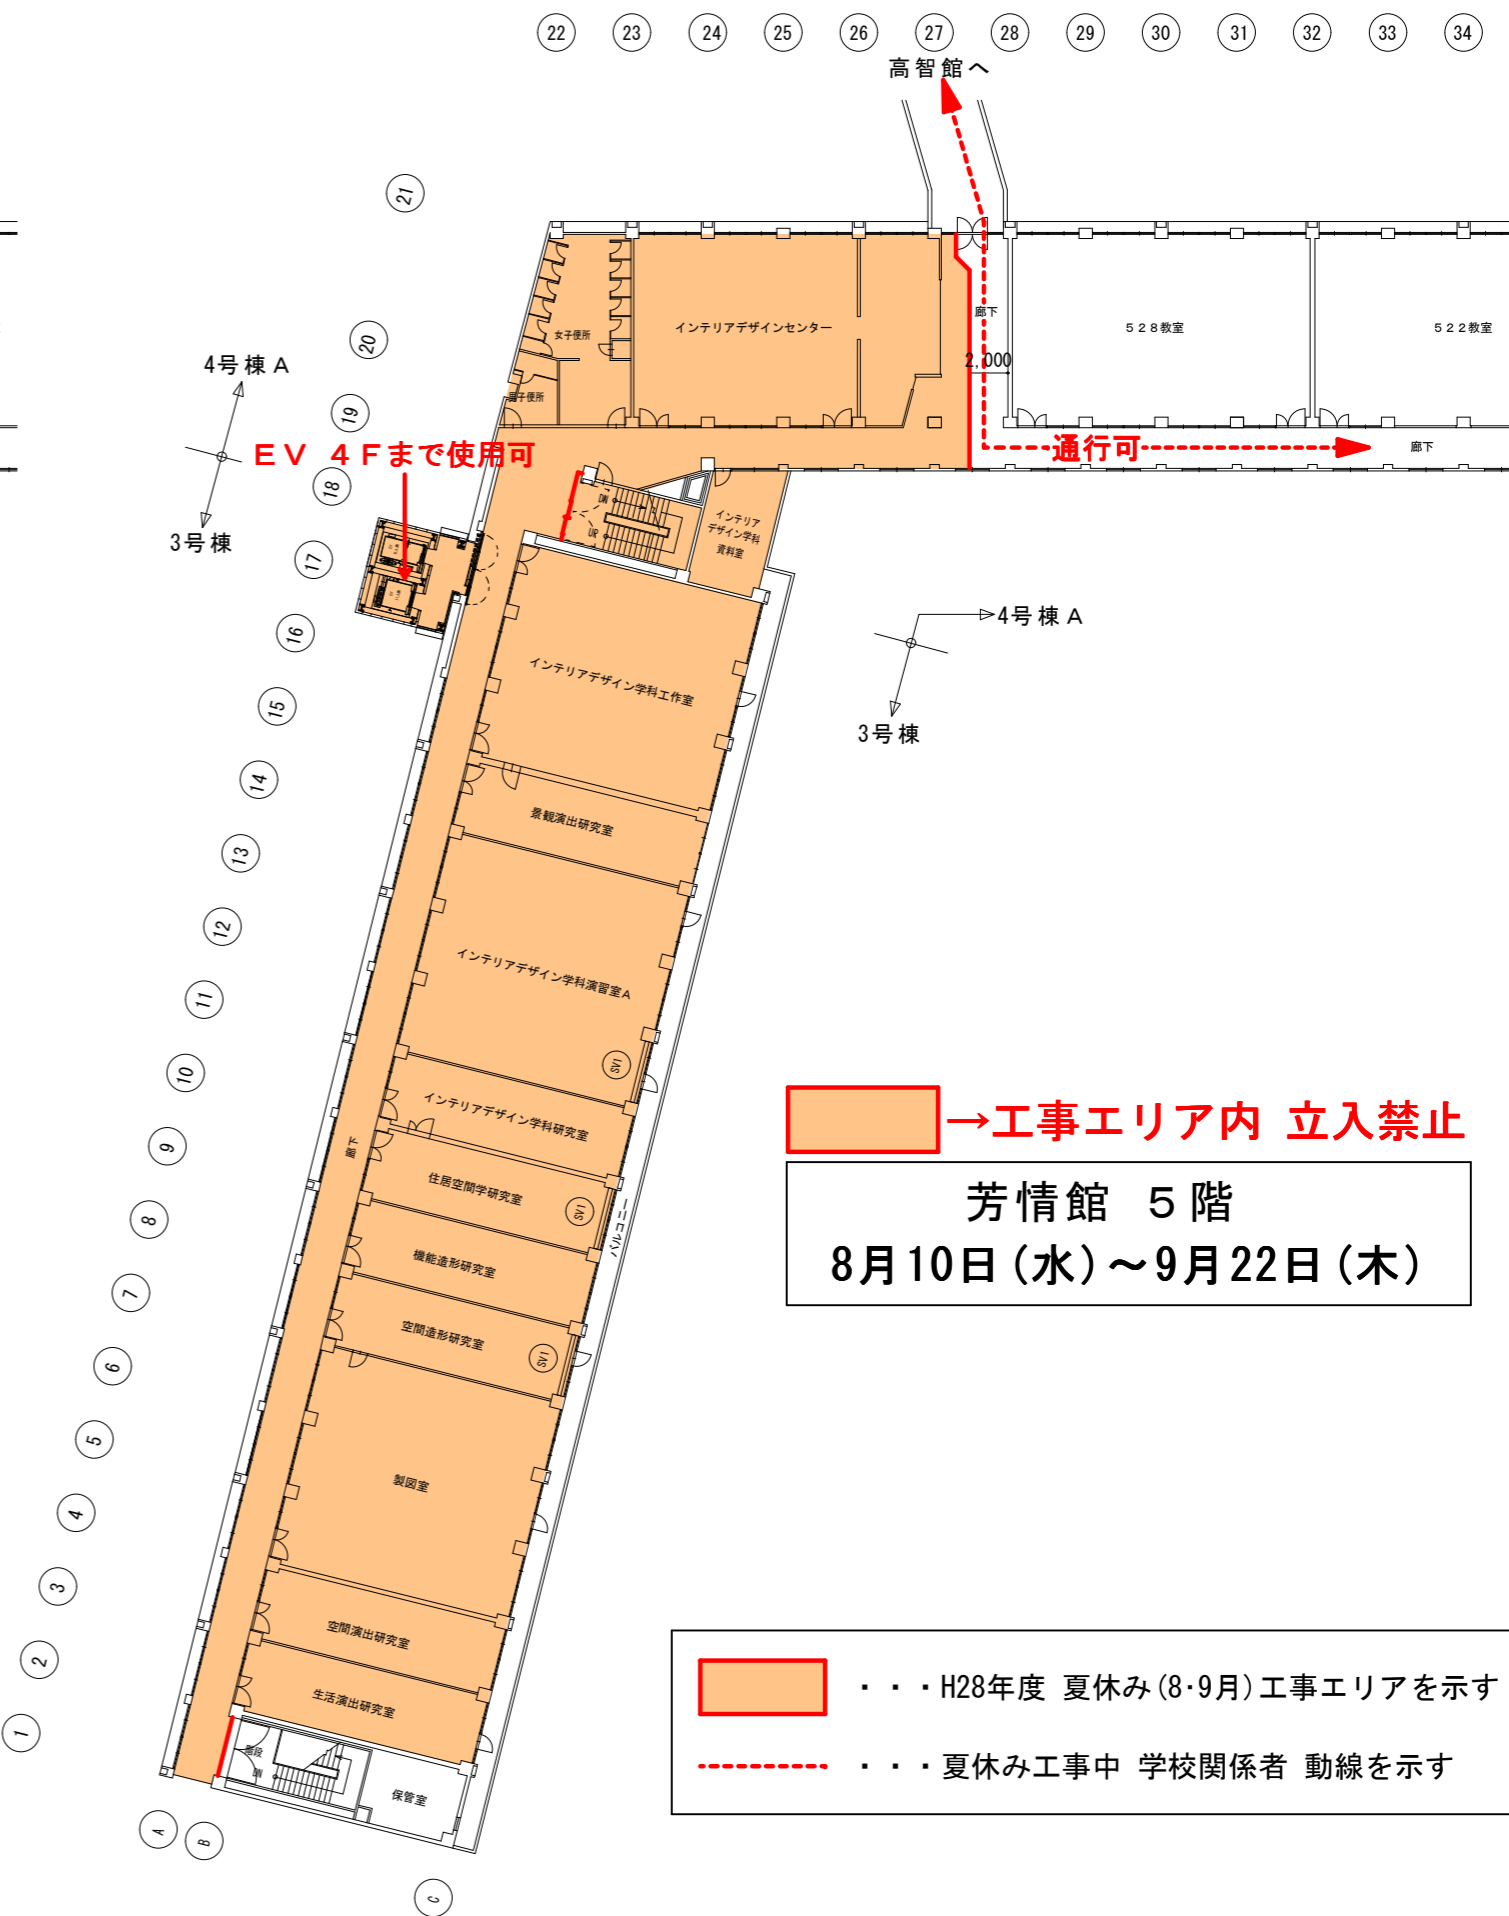 22 23 24 25 26 27 28 29 30 31 32 33 34
高智館へ
21
20
19
18
17
16
15
14
13
12
11
10
9
8
7
6
5
4
3
2
1
A
B
C
4号棟A
3号棟
EV 4Fまで使用可
女子便所
男子便所
インテリアデザインセンター
廊下
2,000
528教室
522教室
通行可
廊下
DN
UP
インテリア
デザイン学科
資料室
4号棟A
3号棟
インテリアデザイン学科工作室
景観演出研究室
インテリアデザイン学科演習室A
SV1
インテリアデザイン学科研究室
廊下
住居空間学研究室
SV1
バルコニー
機能造形研究室
空間造形研究室
SV1
製図室
空間演出研究室
生活演出研究室
階段
DN
保管室
→工事エリア内 立入禁止
芳情館 5階
8月10日(水)~9月22日(木)
・・・H28年度 夏休み(8・9月)工事エリアを示す
・・・夏休み工事中 学校関係者 動線を示す